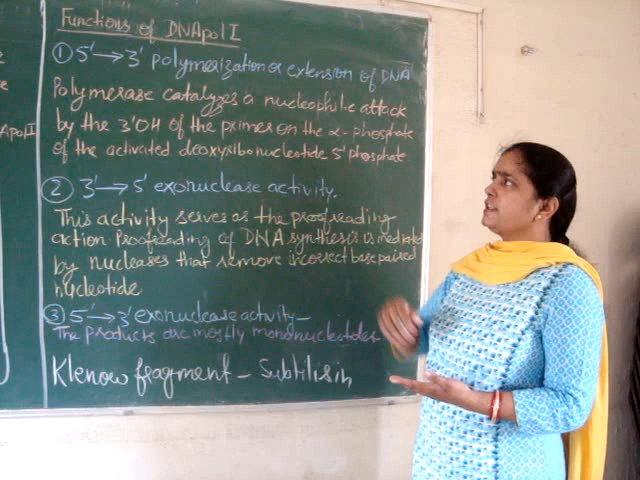 Functions of DNA pol I
① 5' → 3' polymerization or extension of DNA
Polymerase catalyzes a nucleophilic attack
by the 3'OH of the primer on the α- phosphate
of the activated deoxyribonucleotide 5' phosphate
② 3' → 5' exonuclease activity.
This activity serves as the proofreading
action proofreading of DNA synthesis is mediated
by nucleases that remove incorrect base paired
nucleotide
③ 5' → 3' exonuclease activity-
The products are mostly mononucleotides
Klenow fragment - Subtilisin